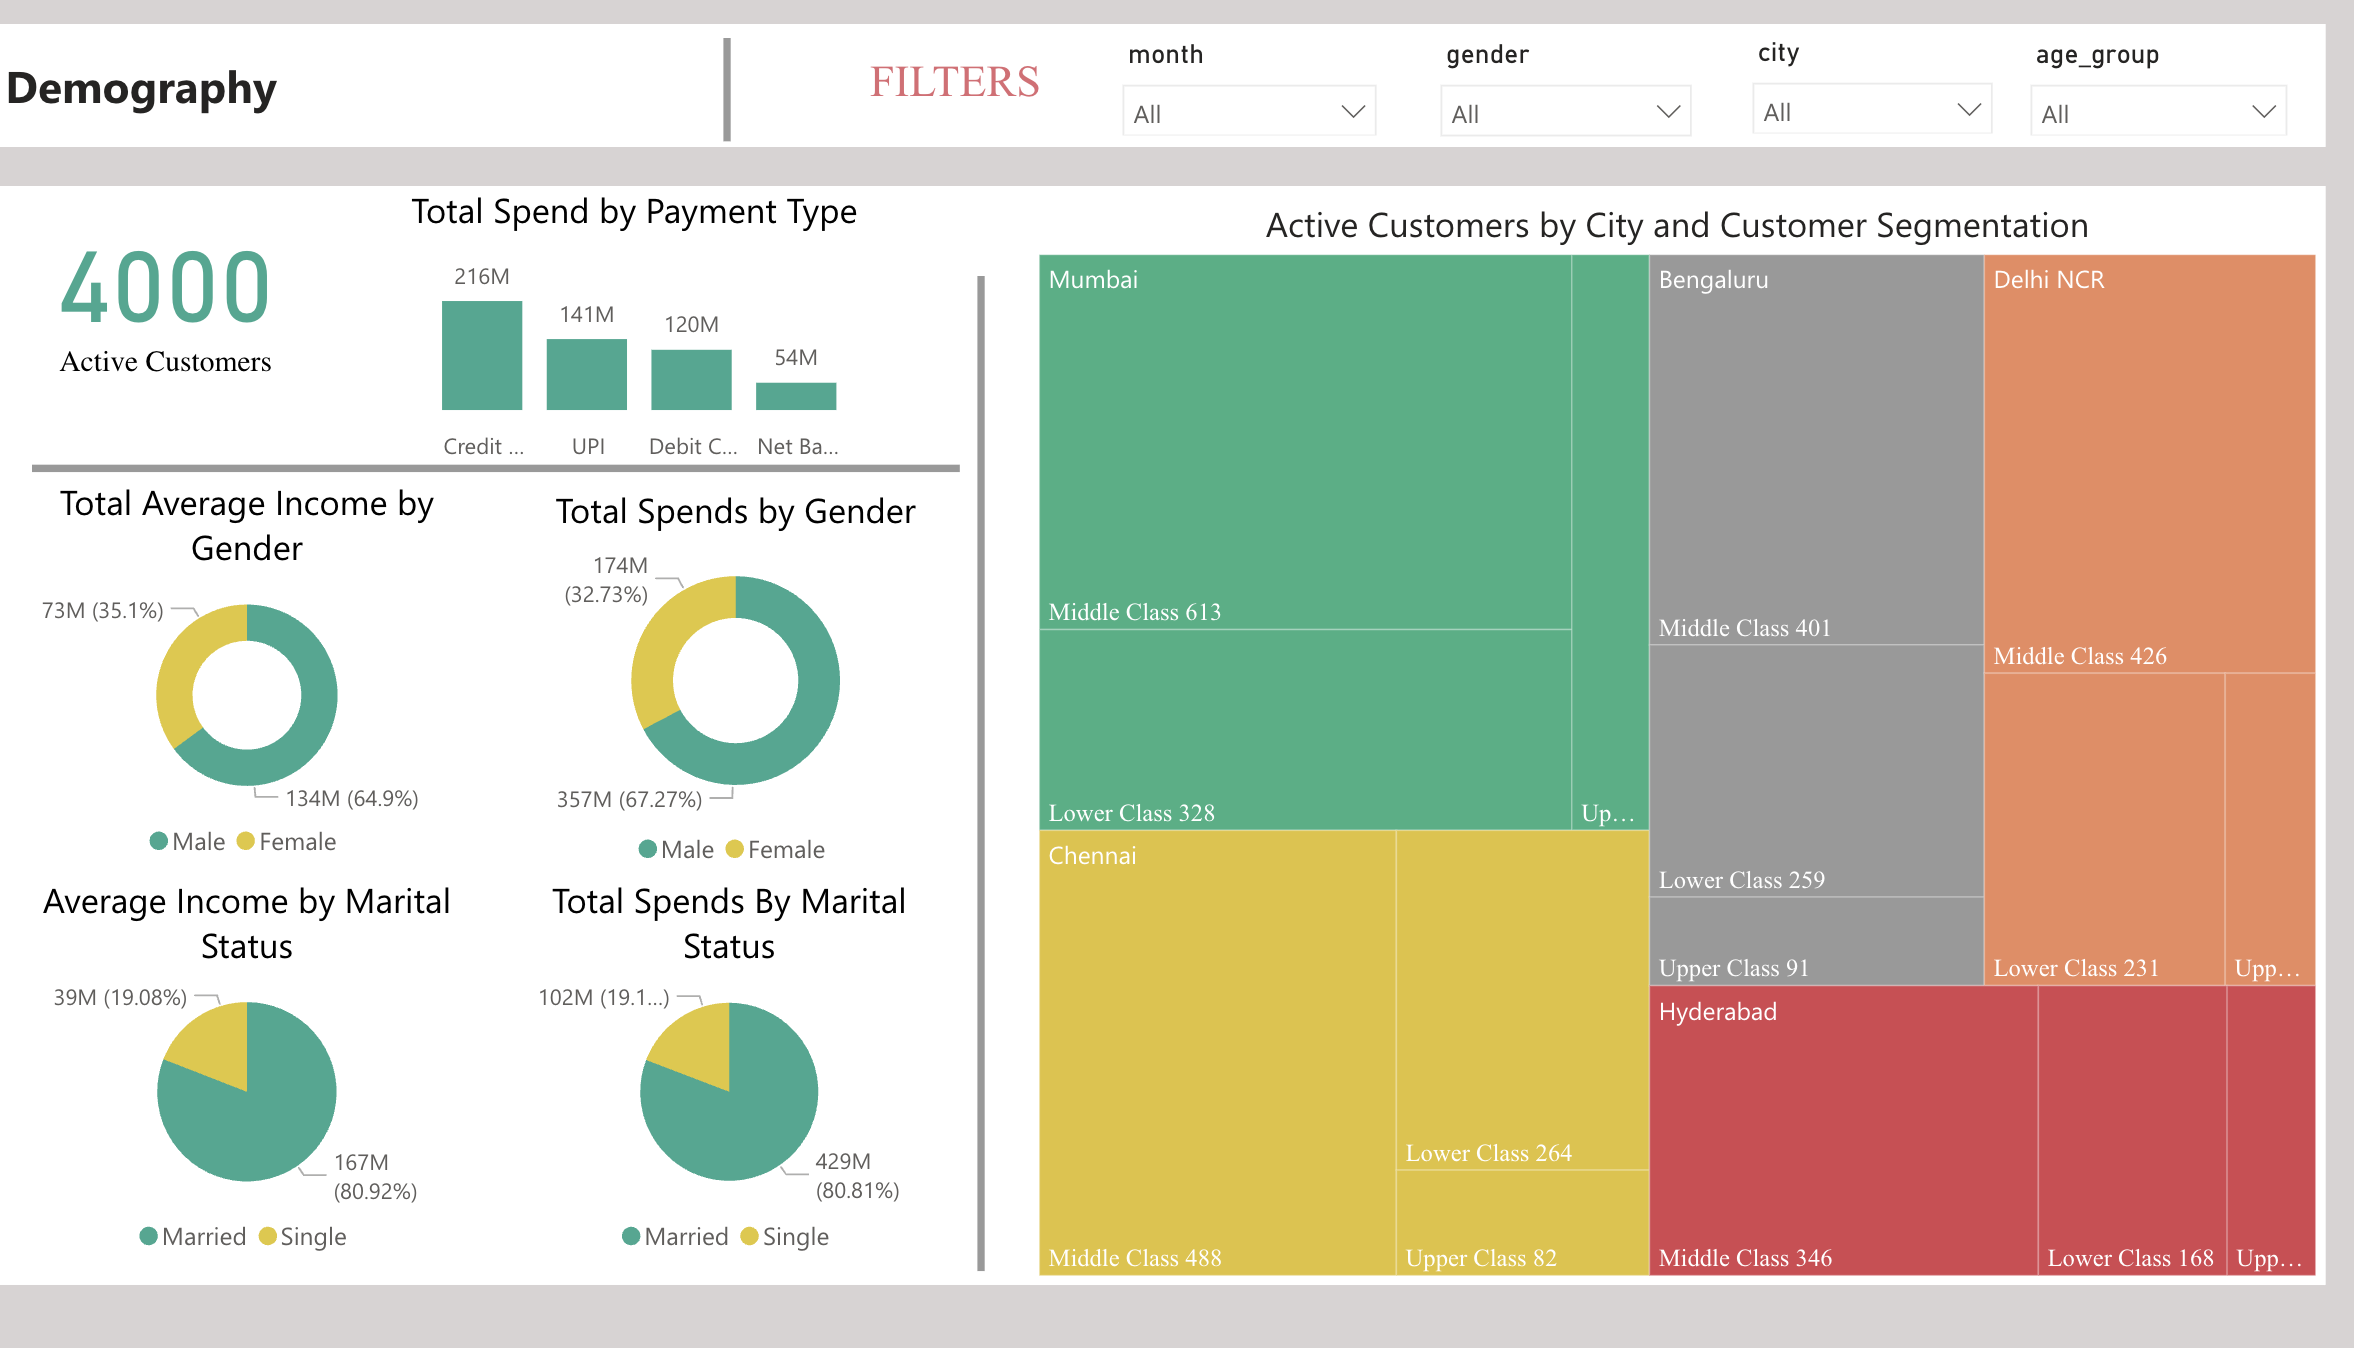 Demography
FILTERS
month
All
gender
All
city
All
age_group
All
4000
Active Customers
Total Spend by Payment Type
216M
141M
120M
54M
Credit ...
UPI
Debit C...
Net Ba...
Total Average Income by
Gender
73M (35.1%)
134M (64.9%)
Male
Female
Total Spends by Gender
174M
(32.73%)
357M (67.27%)
Male
Female
Average Income by Marital
Status
39M (19.08%)
167M
(80.92%)
Married
Single
Total Spends By Marital
Status
102M (19.1...)
429M
(80.81%)
Married
Single
Active Customers by City and Customer Segmentation
Mumbai
Middle Class 613
Lower Class 328
Up...
Chennai
Middle Class 488
Lower Class 264
Upper Class 82
Bengaluru
Middle Class 401
Lower Class 259
Upper Class 91
Delhi NCR
Middle Class 426
Lower Class 231
Upp...
Hyderabad
Middle Class 346
Lower Class 168
Upp...